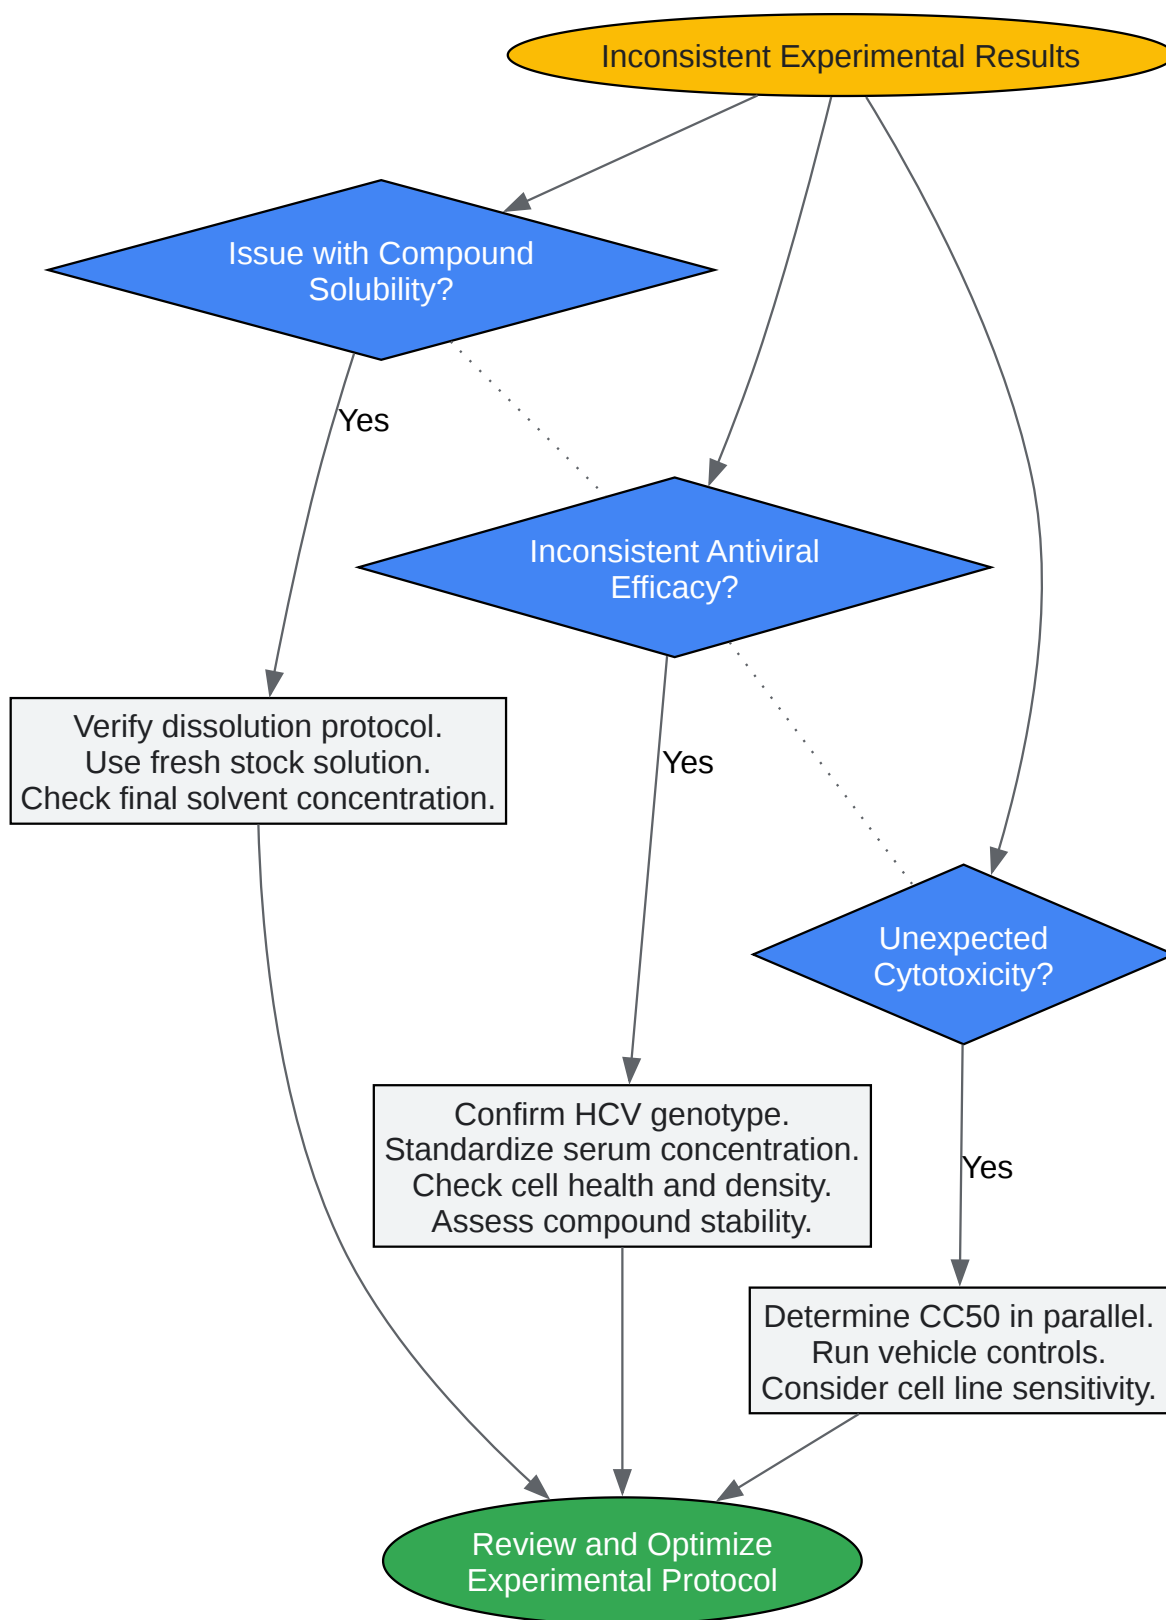 Inconsistent Experimental Results
Issue with Compound
Solubility?
Yes
Inconsistent Antiviral
Efficacy?
Verify dissolution protocol.
Use fresh stock solution.
Check final solvent concentration.
Yes
Unexpected
Cytotoxicity?
Confirm HCV genotype.
Standardize serum concentration.
Check cell health and density.
Assess compound stability.
Yes
Determine CC50 in parallel.
Run vehicle controls.
Consider cell line sensitivity.
Review and Optimize
Experimental Protocol